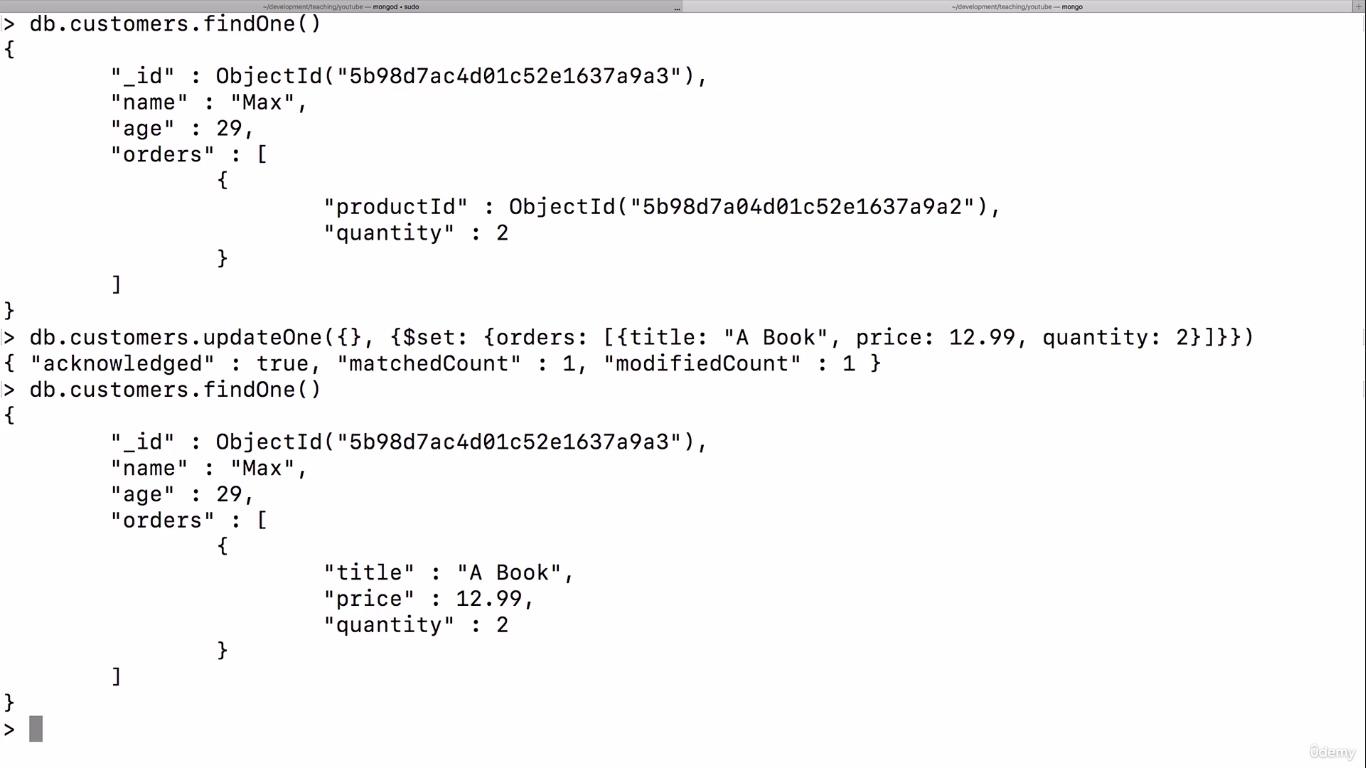 ~/development/teaching/youtube — mongod • sudo ... ~/development/teaching/youtube — mongo +
> db.customers.findOne()
{
"_id" : ObjectId("5b98d7ac4d01c52e1637a9a3"),
"name" : "Max",
"age" : 29,
"orders" : [
{
"productId" : ObjectId("5b98d7a04d01c52e1637a9a2"),
"quantity" : 2
}
]
}
> db.customers.updateOne({}, {$set: {orders: [{title: "A Book", price: 12.99, quantity: 2}]}})
{ "acknowledged" : true, "matchedCount" : 1, "modifiedCount" : 1 }
> db.customers.findOne()
{
"_id" : ObjectId("5b98d7ac4d01c52e1637a9a3"),
"name" : "Max",
"age" : 29,
"orders" : [
{
"title" : "A Book",
"price" : 12.99,
"quantity" : 2
}
]
}
>
ûdemy